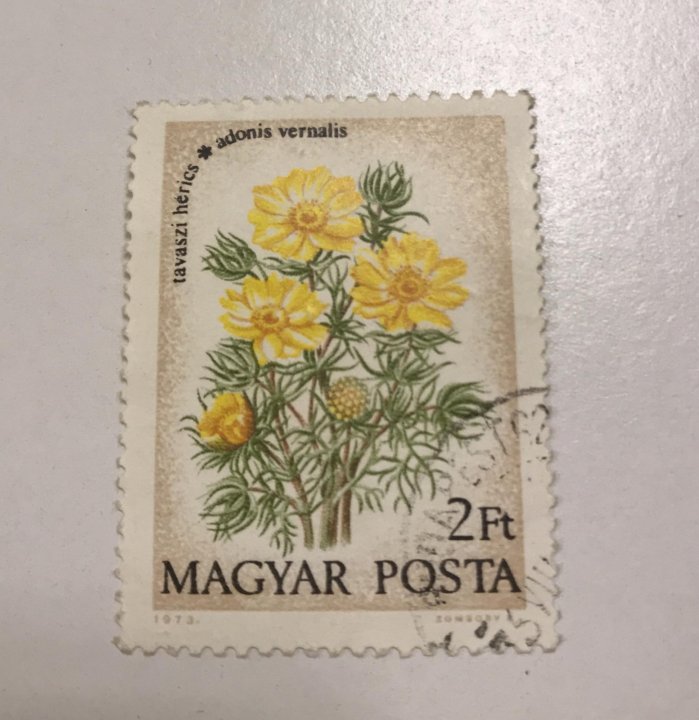 tavaszi hérics * adonis vernalis
2Ft
MAGYAR POSTA
1973.